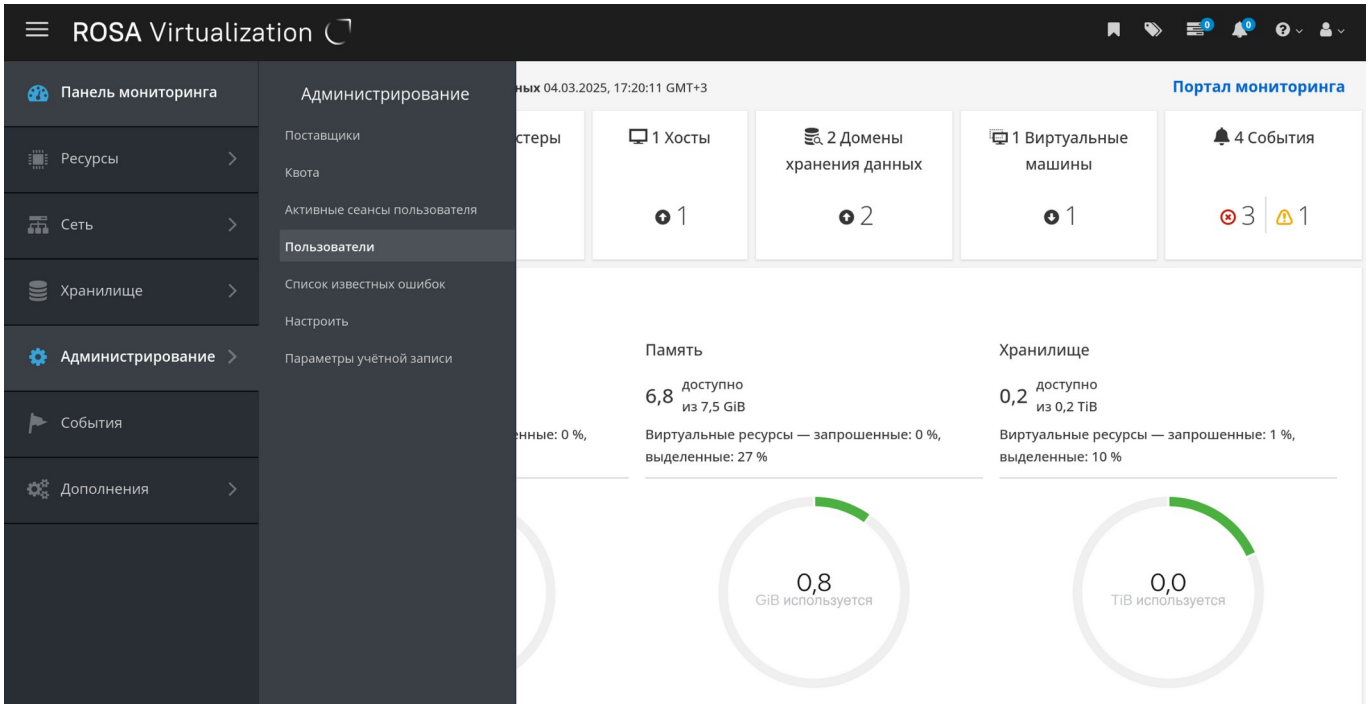 ROSA Virtualization
0
0
Панель мониторинга
Ресурсы
Сеть
Хранилище
Администрирование
События
Дополнения
Администрирование
Поставщики
Квота
Активные сеансы пользователя
Пользователи
Список известных ошибок
Настроить
Параметры учётной записи
04.03.2025, 17:20:11 GMT+3
Портал мониторинга
1 Хосты
1
2 Домены
хранения данных
2
1 Виртуальные
машины
1
4 События
3
1
0 %,
Память
6,8 доступно
из 7,5 GiB
Виртуальные ресурсы — запрошенные: 0 %,
выделенные: 27 %
0,8
GiB используется
Хранилище
0,2 доступно
из 0,2 TiB
Виртуальные ресурсы — запрошенные: 1 %,
выделенные: 10 %
0,0
TiB используется